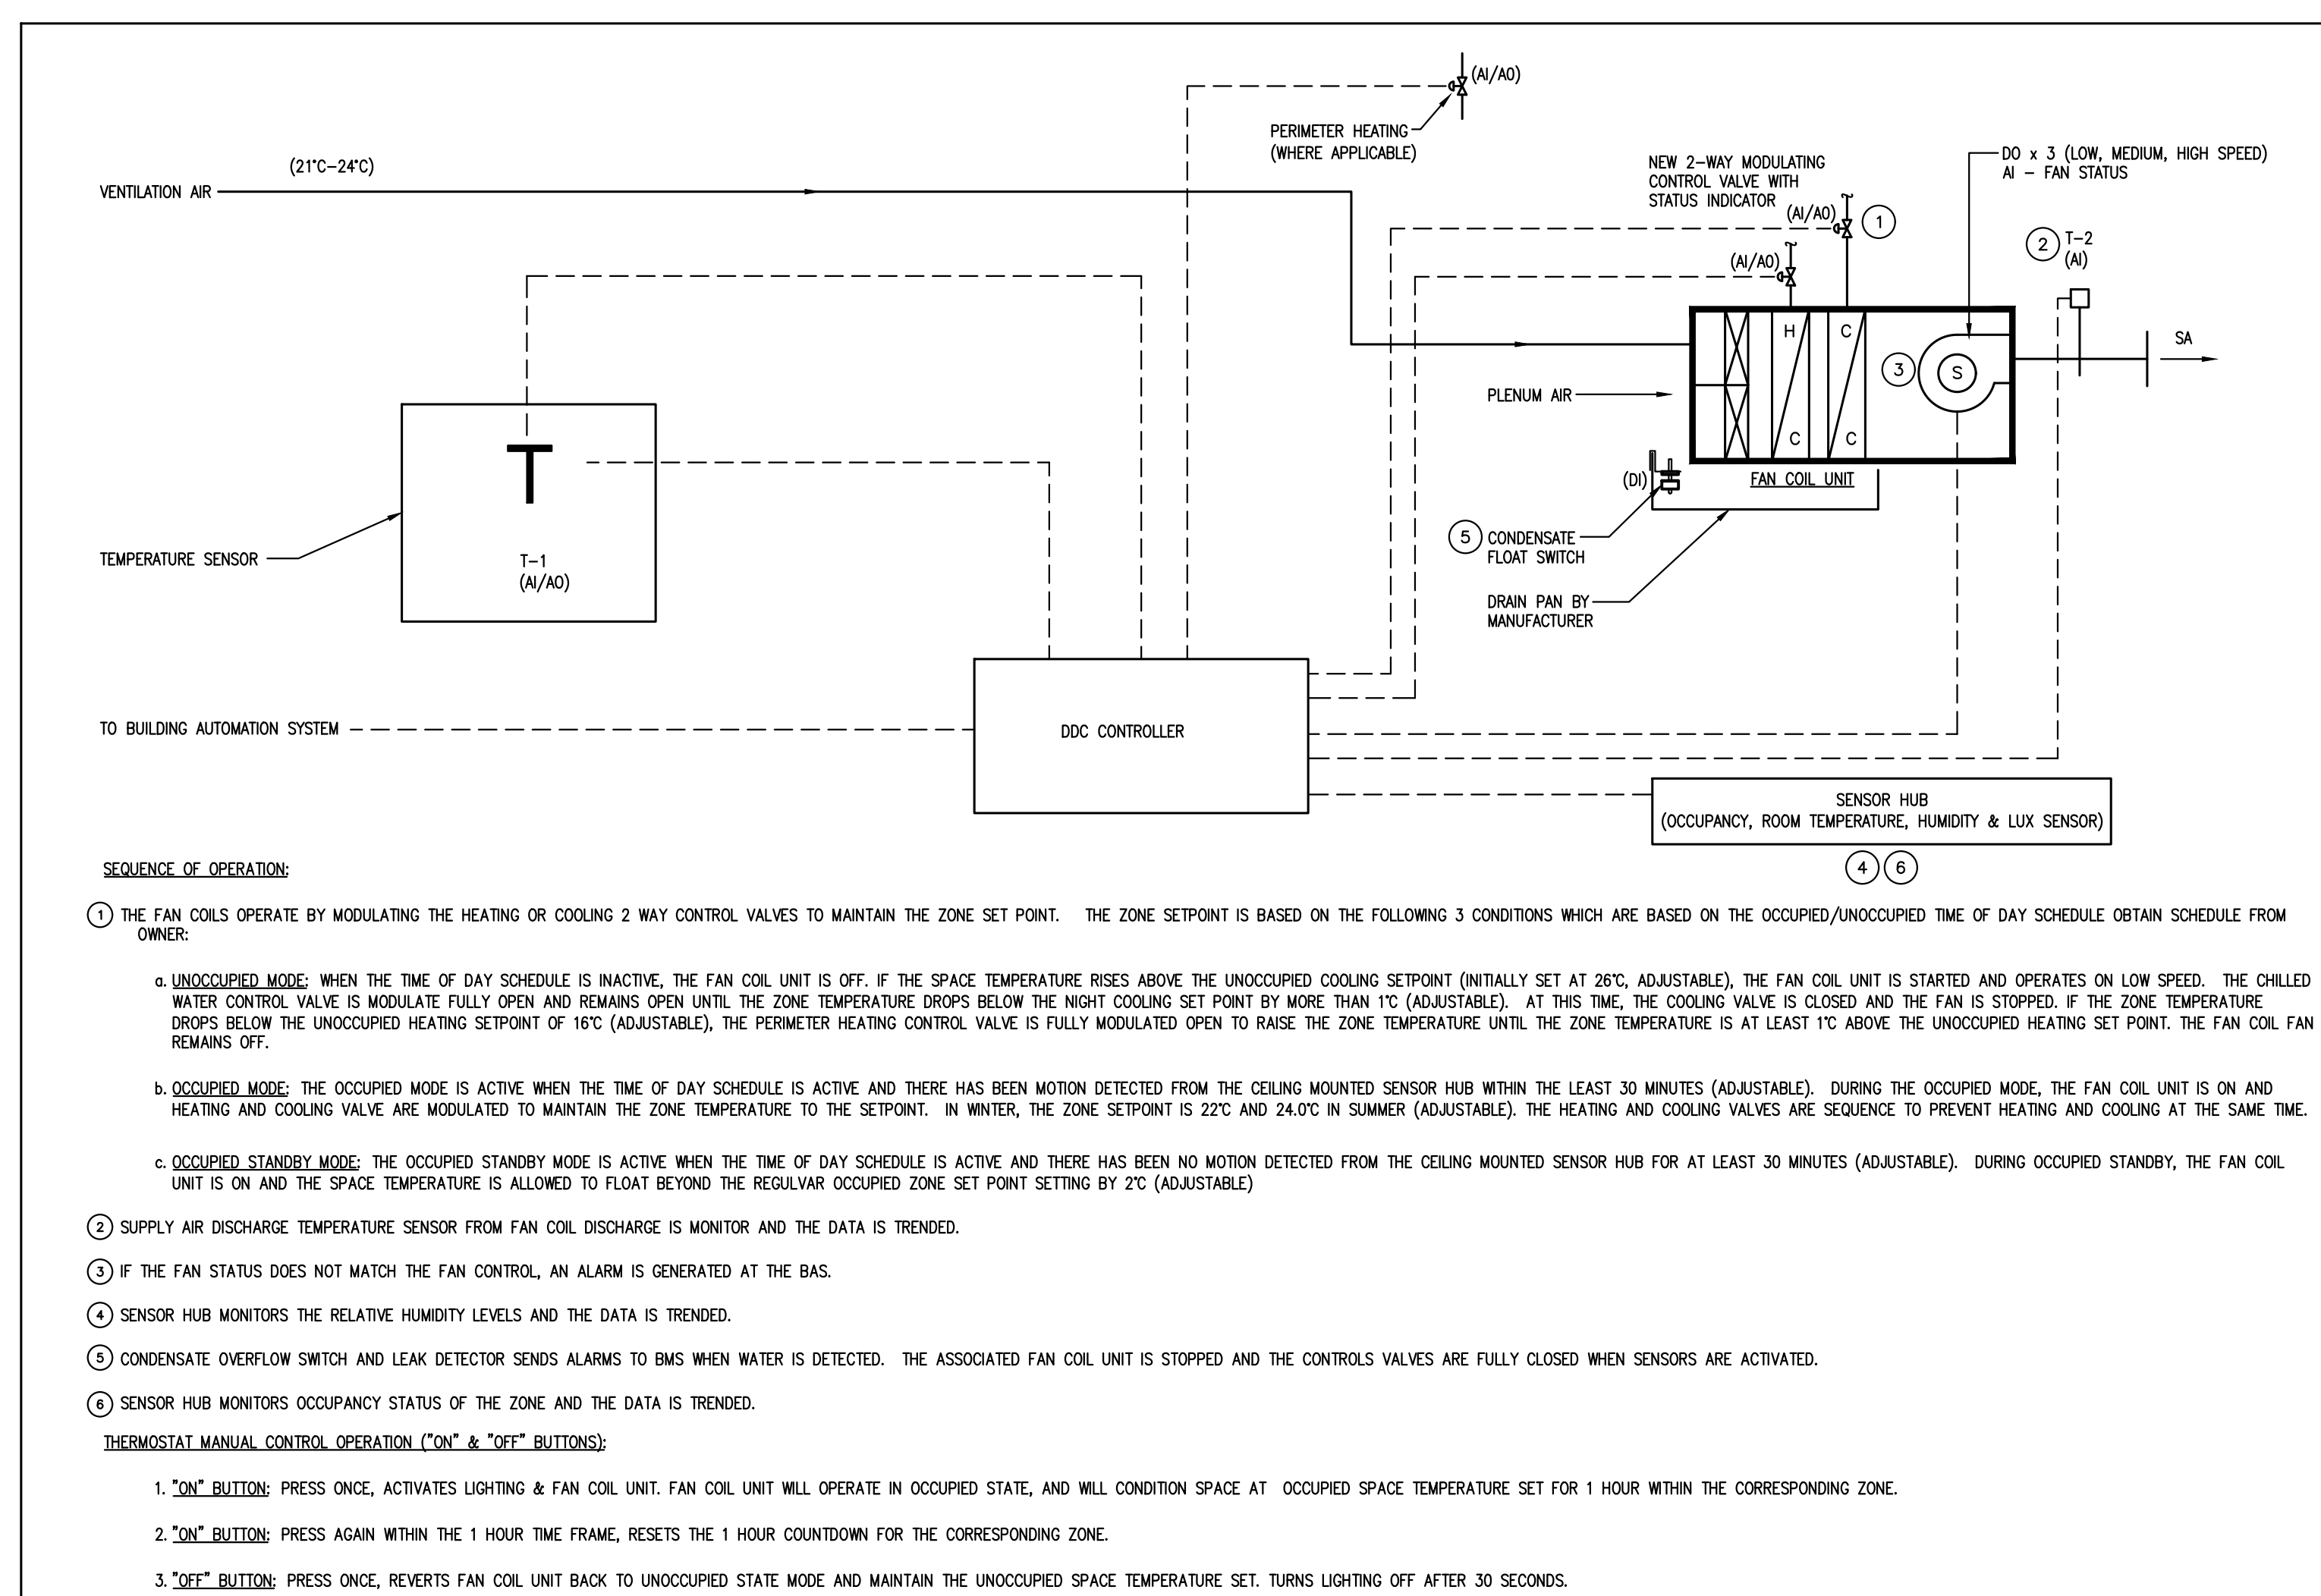 (AI/AO)
PERIMETER HEATING
(WHERE APPLICABLE)
(21°C-24°C)
VENTILATION AIR
NEW 2-WAY MODULATING
CONTROL VALVE WITH
STATUS INDICATOR
(AI/AO)
1
(AI/AO)
DO x 3 (LOW, MEDIUM, HIGH SPEED)
AI - FAN STATUS
2
T-2
(AI)
H
C
C
C
3
S
SA
PLENUM AIR
(DI)
FAN COIL UNIT
5
CONDENSATE
FLOAT SWITCH
DRAIN PAN BY
MANUFACTURER
T
TEMPERATURE SENSOR
T-1
(AI/AO)
TO BUILDING AUTOMATION SYSTEM
DDC CONTROLLER
SENSOR HUB
(OCCUPANCY, ROOM TEMPERATURE, HUMIDITY & LUX SENSOR)
4 6
SEQUENCE OF OPERATION:
1 THE FAN COILS OPERATE BY MODULATING THE HEATING OR COOLING 2 WAY CONTROL VALVES TO MAINTAIN THE ZONE SET POINT. THE ZONE SETPOINT IS BASED ON THE FOLLOWING 3 CONDITIONS WHICH ARE BASED ON THE OCCUPIED/UNOCCUPIED TIME OF DAY SCHEDULE OBTAIN SCHEDULE FROM
OWNER:
a. UNOCCUPIED MODE: WHEN THE TIME OF DAY SCHEDULE IS INACTIVE, THE FAN COIL UNIT IS OFF. IF THE SPACE TEMPERATURE RISES ABOVE THE UNOCCUPIED COOLING SETPOINT (INITIALLY SET AT 26°C, ADJUSTABLE), THE FAN COIL UNIT IS STARTED AND OPERATES ON LOW SPEED. THE CHILLED
WATER CONTROL VALVE IS MODULATE FULLY OPEN AND REMAINS OPEN UNTIL THE ZONE TEMPERATURE DROPS BELOW THE NIGHT COOLING SET POINT BY MORE THAN 1°C (ADJUSTABLE). AT THIS TIME, THE COOLING VALVE IS CLOSED AND THE FAN IS STOPPED. IF THE ZONE TEMPERATURE
DROPS BELOW THE UNOCCUPIED HEATING SETPOINT OF 16°C (ADJUSTABLE), THE PERIMETER HEATING CONTROL VALVE IS FULLY MODULATED OPEN TO RAISE THE ZONE TEMPERATURE UNTIL THE ZONE TEMPERATURE IS AT LEAST 1°C ABOVE THE UNOCCUPIED HEATING SET POINT. THE FAN COIL FAN
REMAINS OFF.
b. OCCUPIED MODE: THE OCCUPIED MODE IS ACTIVE WHEN THE TIME OF DAY SCHEDULE IS ACTIVE AND THERE HAS BEEN MOTION DETECTED FROM THE CEILING MOUNTED SENSOR HUB WITHIN THE LEAST 30 MINUTES (ADJUSTABLE). DURING THE OCCUPIED MODE, THE FAN COIL UNIT IS ON AND
HEATING AND COOLING VALVE ARE MODULATED TO MAINTAIN THE ZONE TEMPERATURE TO THE SETPOINT. IN WINTER, THE ZONE SETPOINT IS 22°C AND 24.0°C IN SUMMER (ADJUSTABLE). THE HEATING AND COOLING VALVES ARE SEQUENCE TO PREVENT HEATING AND COOLING AT THE SAME TIME.
c. OCCUPIED STANDBY MODE: THE OCCUPIED STANDBY MODE IS ACTIVE WHEN THE TIME OF DAY SCHEDULE IS ACTIVE AND THERE HAS BEEN NO MOTION DETECTED FROM THE CEILING MOUNTED SENSOR HUB FOR AT LEAST 30 MINUTES (ADJUSTABLE). DURING OCCUPIED STANDBY, THE FAN COIL
UNIT IS ON AND THE SPACE TEMPERATURE IS ALLOWED TO FLOAT BEYOND THE REGULVAR OCCUPIED ZONE SET POINT SETTING BY 2°C (ADJUSTABLE)
2 SUPPLY AIR DISCHARGE TEMPERATURE SENSOR FROM FAN COIL DISCHARGE IS MONITOR AND THE DATA IS TRENDED.
3 IF THE FAN STATUS DOES NOT MATCH THE FAN CONTROL, AN ALARM IS GENERATED AT THE BAS.
4 SENSOR HUB MONITORS THE RELATIVE HUMIDITY LEVELS AND THE DATA IS TRENDED.
5 CONDENSATE OVERFLOW SWITCH AND LEAK DETECTOR SENDS ALARMS TO BMS WHEN WATER IS DETECTED. THE ASSOCIATED FAN COIL UNIT IS STOPPED AND THE CONTROLS VALVES ARE FULLY CLOSED WHEN SENSORS ARE ACTIVATED.
6 SENSOR HUB MONITORS OCCUPANCY STATUS OF THE ZONE AND THE DATA IS TRENDED.
THERMOSTAT MANUAL CONTROL OPERATION ("ON" & "OFF" BUTTONS):
1. "ON" BUTTON: PRESS ONCE, ACTIVATES LIGHTING & FAN COIL UNIT. FAN COIL UNIT WILL OPERATE IN OCCUPIED STATE, AND WILL CONDITION SPACE AT OCCUPIED SPACE TEMPERATURE SET FOR 1 HOUR WITHIN THE CORRESPONDING ZONE.
2. "ON" BUTTON: PRESS AGAIN WITHIN THE 1 HOUR TIME FRAME, RESETS THE 1 HOUR COUNTDOWN FOR THE CORRESPONDING ZONE.
3. "OFF" BUTTON: PRESS ONCE, REVERTS FAN COIL UNIT BACK TO UNOCCUPIED STATE MODE AND MAINTAIN THE UNOCCUPIED SPACE TEMPERATURE SET. TURNS LIGHTING OFF AFTER 30 SECONDS.